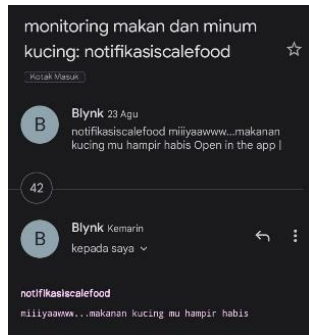 monitoring makan dan minum
kucing: notifikasiscalefood
Kotak Masuk
B
Blynk 23 Agu
notifikasiscalefood miiiyaawww...makanan
kucing mu hampir habis Open in the app |
42
B
Blynk Kemarin
kepada saya
notifikasiscalefood
miiiyaawww...makanan kucing mu hampir habis